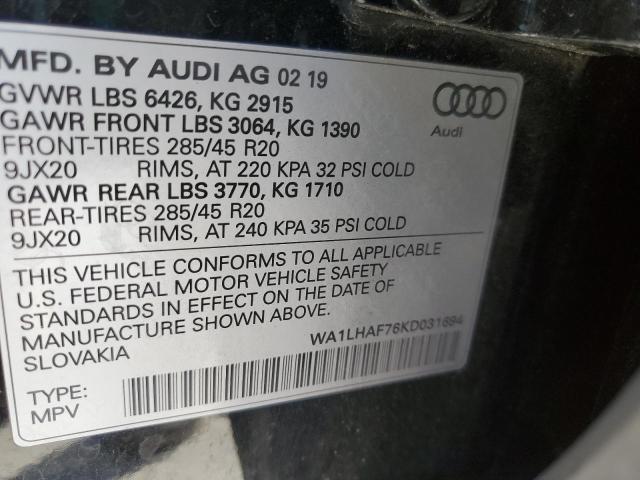 MFD. BY AUDI AG 02 19
GVWR LBS 6426, KG 2915
GAWR FRONT LBS 3064, KG 1390
FRONT-TIRES 285/45 R20
9JX20 RIMS, AT 220 KPA 32 PSI COLD
GAWR REAR LBS 3770, KG 1710
REAR-TIRES 285/45 R20
9JX20 RIMS, AT 240 KPA 35 PSI COLD
Audi
THIS VEHICLE CONFORMS TO ALL APPLICABLE
U.S. FEDERAL MOTOR VEHICLE SAFETY
STANDARDS IN EFFECT ON THE DATE OF
MANUFACTURE SHOWN ABOVE.
SLOVAKIA
WA1LHAF76KD031694
TYPE:
MPV